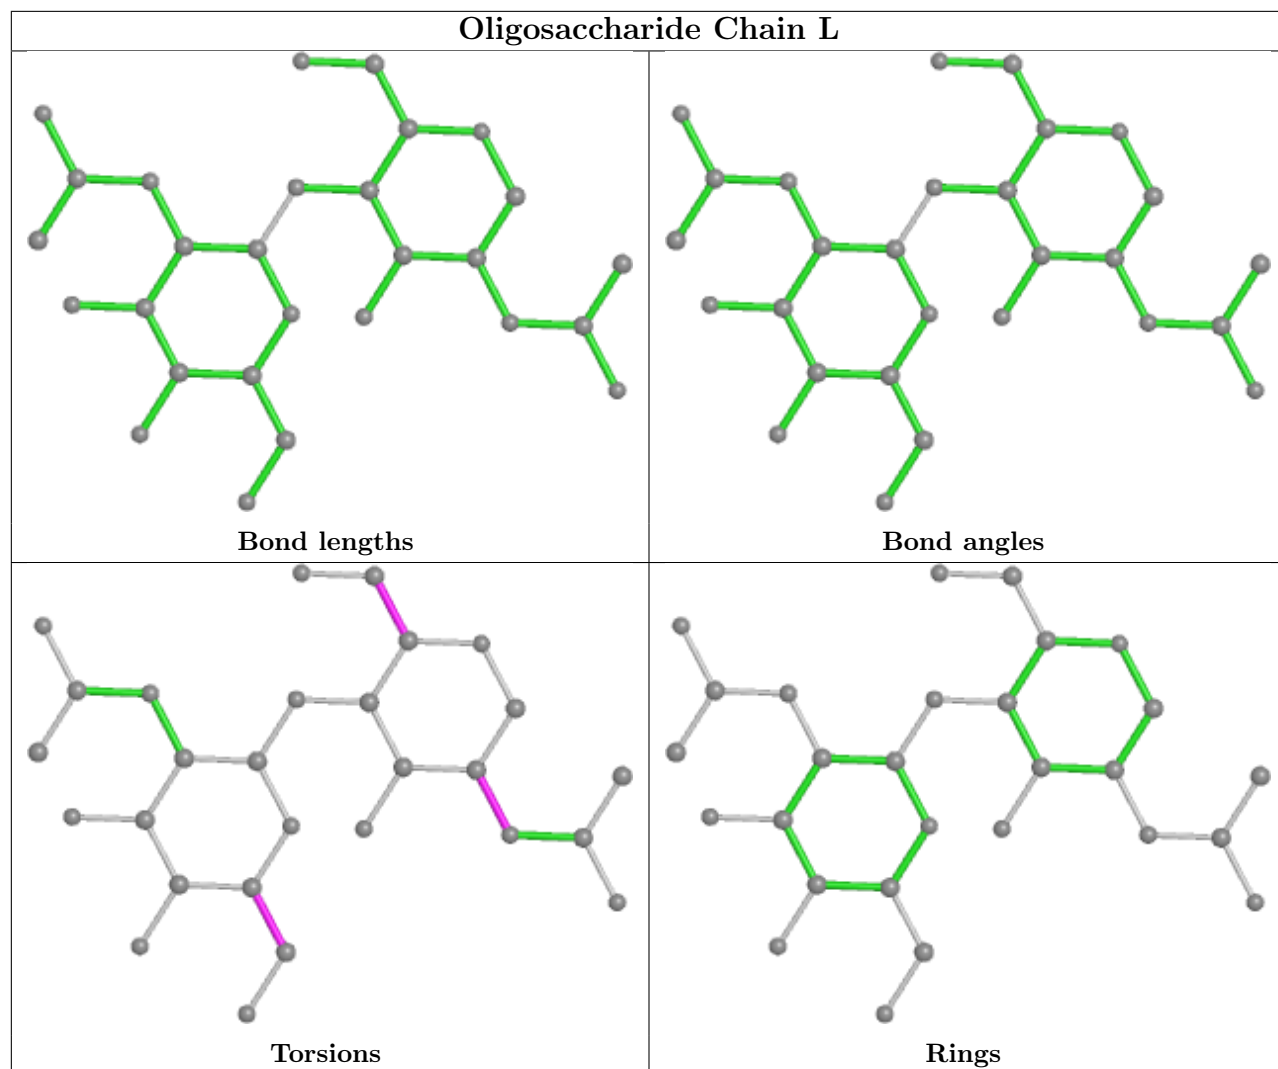 Oligosaccharide Chain L
Bond lengths
Bond angles
Torsions
Rings